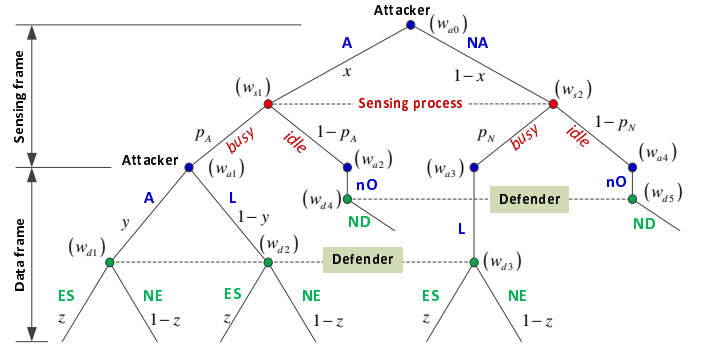 Attacker
(w_{a0})
A
NA
x
1-x
(w_{s1})
Sensing process
(w_{s2})
Sensing frame
p_A
busy
idle
1-p_A
p_N
busy
idle
1-p_N
Attacker
(w_{a1})
(w_{a2})
(w_{a3})
(w_{a4})
A
L
nO
nO
(w_{d4})
Defender
(w_{d5})
y
1-y
ND
L
ND
Data frame
(w_{d1})
(w_{d2})
Defender
(w_{d3})
ES
NE
ES
NE
ES
NE
z
1-z
z
1-z
z
1-z